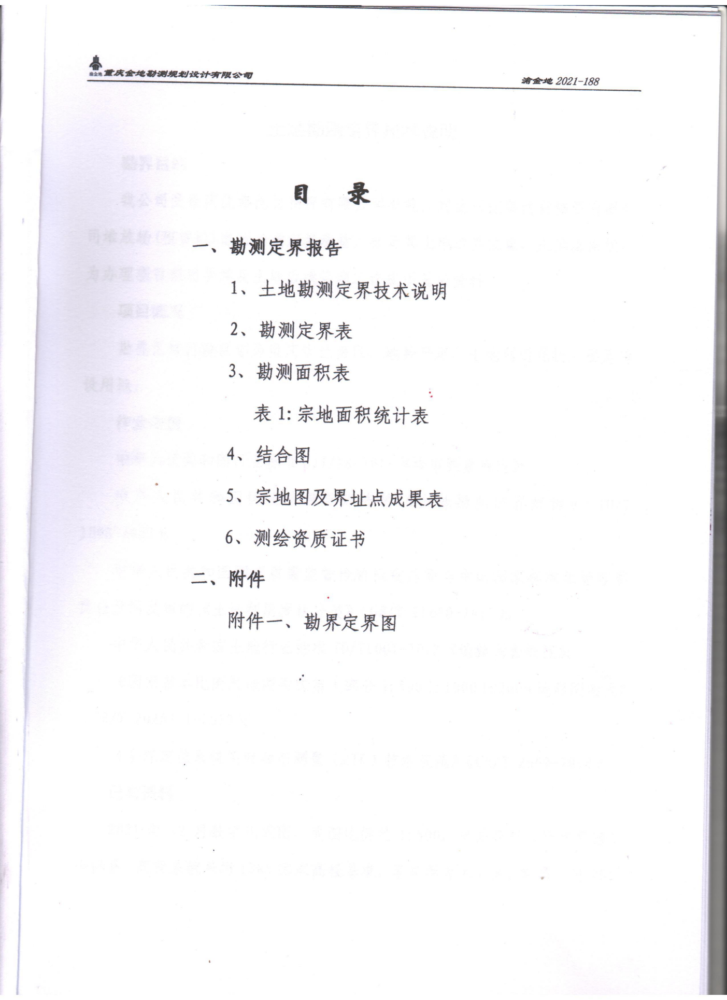 渝金地 重庆金地勘测规划设计有限公司
渝金地 2021-188
目 录
一、勘测定界报告
1、土地勘测定界技术说明
2、勘测定界表
3、勘测面积表
表 1: 宗地面积统计表
4、结合图
5、宗地图及界址点成果表
6、测绘资质证书
二、附件
附件一、勘界定界图